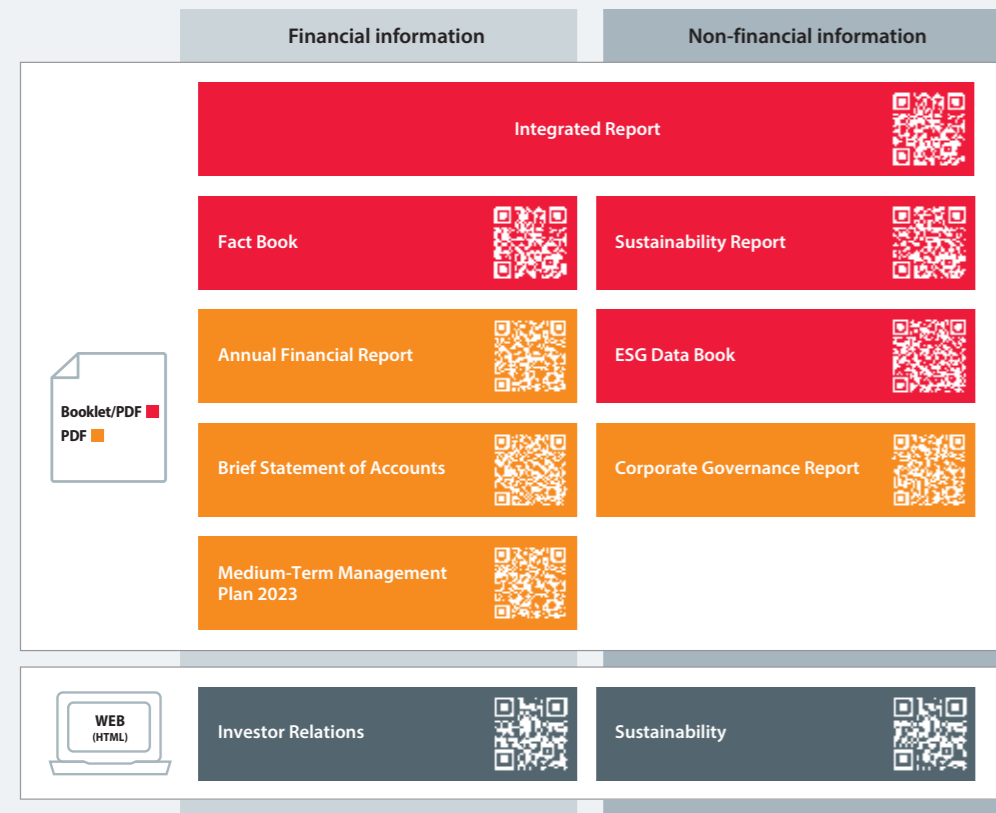 Financial information
Non-financial information
Integrated Report
Fact Book
Sustainability Report
Annual Financial Report
ESG Data Book
Booklet/PDF
PDF
Brief Statement of Accounts
Corporate Governance Report
Medium-Term Management
Plan 2023
WEB
(HTML)
Investor Relations
Sustainability